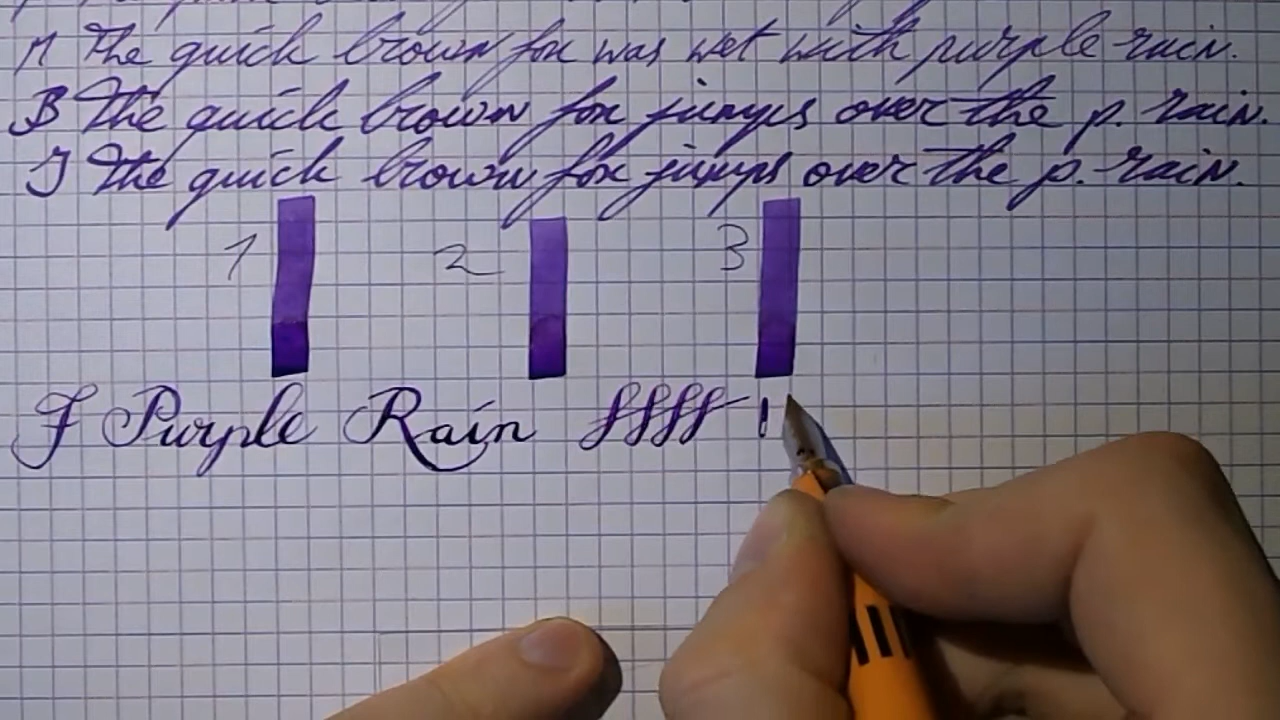 M The quick brown fox was wet with purple rain.
B The quick brown fox jumps over the p. rain.
J The quick brown fox jumps over the p. rain.
1 2 3
F Purple Rain ffff